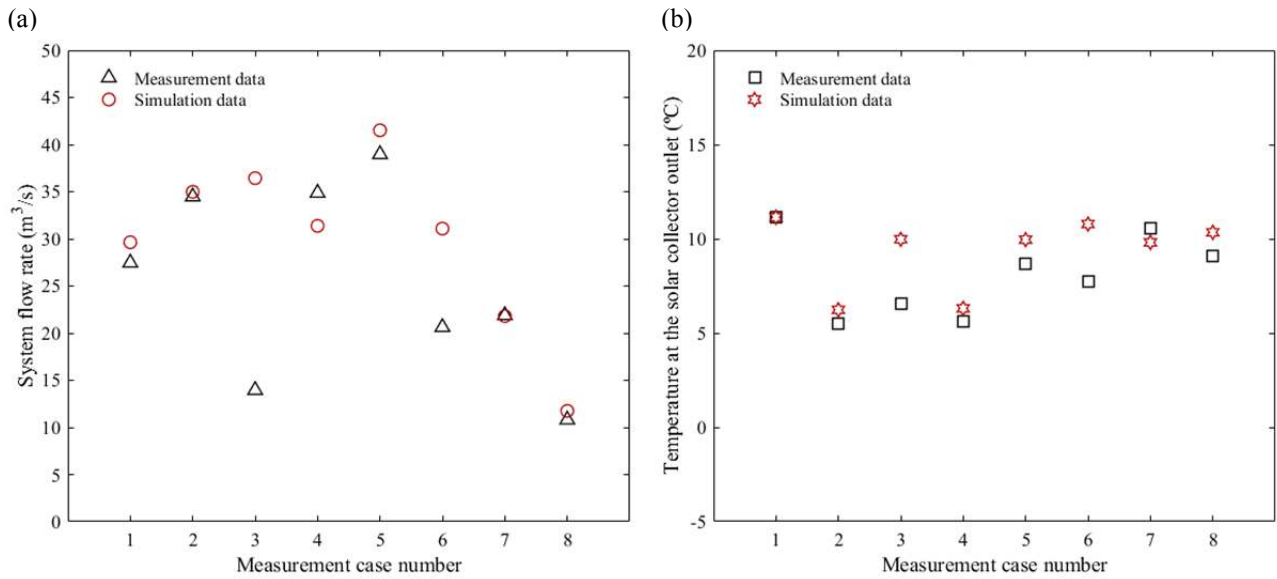 (a)
50
45
40
35
30
25
20
15
10
5
0
System flow rate (m³/s)
Measurement data
Simulation data
1 2 3 4 5 6 7 8
Measurement case number
(b)
20
15
10
5
0
-5
Temperature at the solar collector outlet (ºC)
Measurement data
Simulation data
1 2 3 4 5 6 7 8
Measurement case number